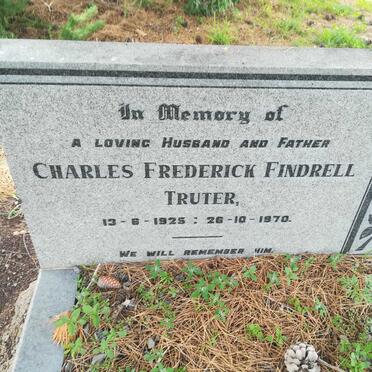 In Memory of
A LOVING HUSBAND AND FATHER
CHARLES FREDERICK FINDRELL
TRUTER,
13-6-1925 : 26-10-1970.
WE WILL REMEMBER HIM.